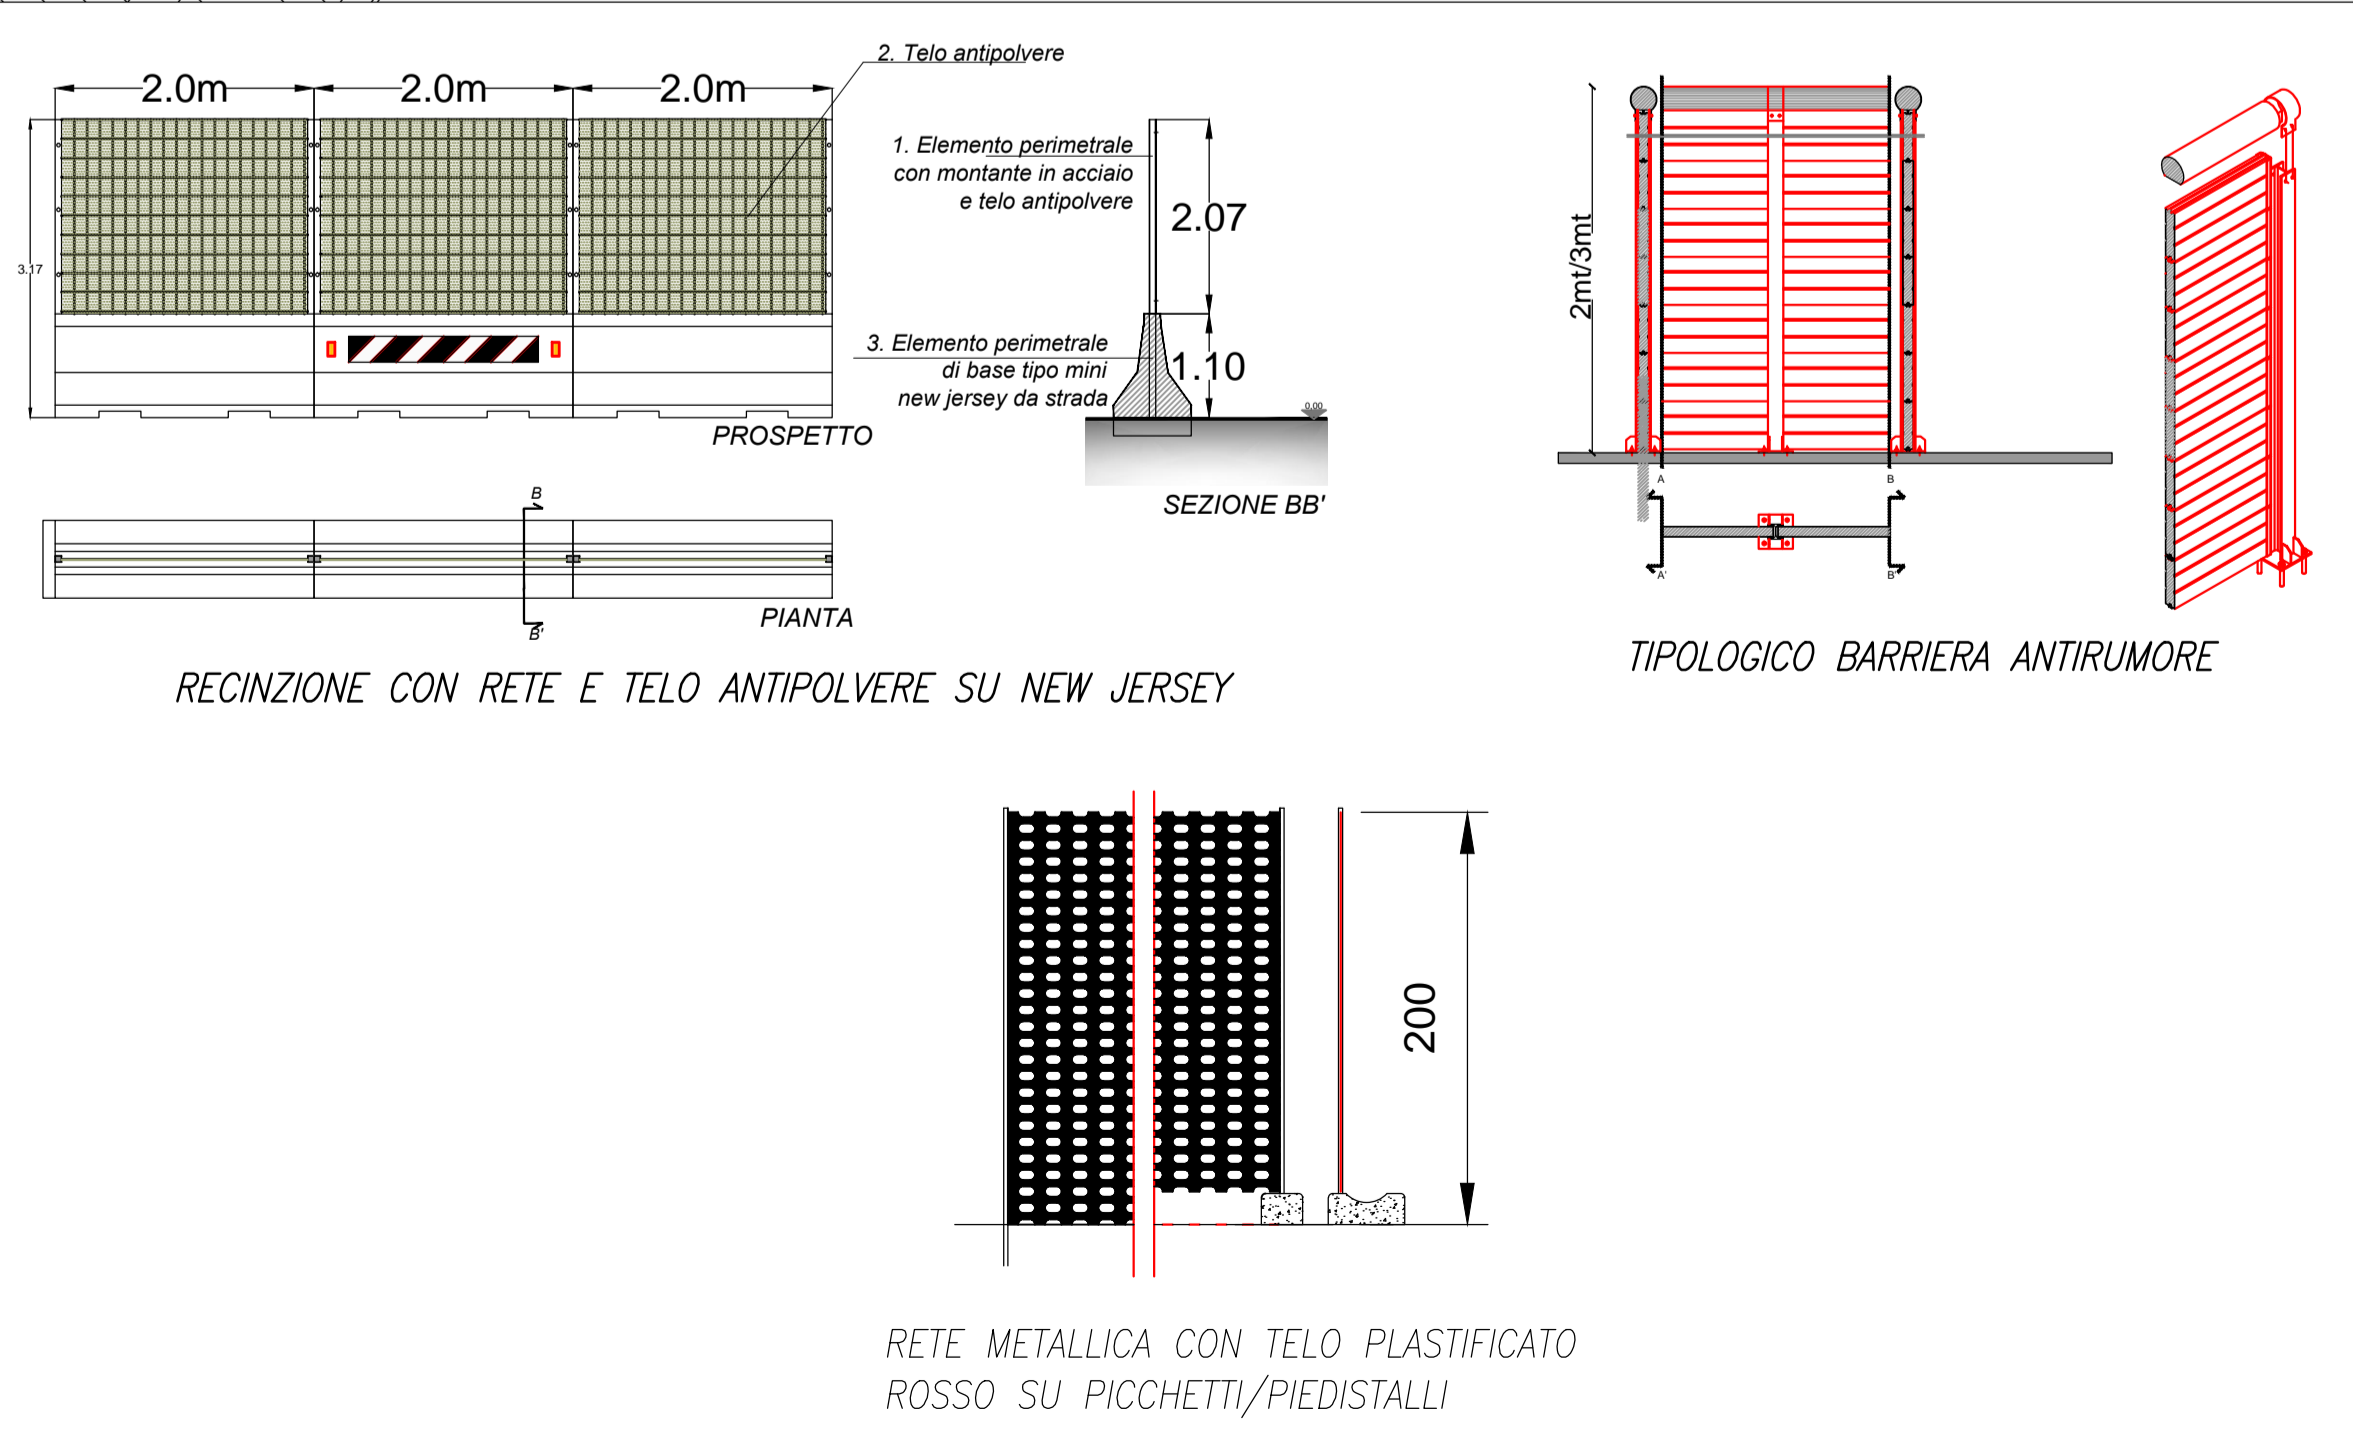 2.0m 2.0m 2.0m
2. Telo antipolvere
3.17
1. Elemento perimetrale
con montante in acciaio
e telo antipolvere
2.07
3. Elemento perimetrale
di base tipo mini
new jersey da strada
1.10
0.00
PROSPETTO
SEZIONE BB'
B
B'
PIANTA
RECINZIONE CON RETE E TELO ANTIPOLVERE SU NEW JERSEY
2mt/3mt
A
B
A'
B'
TIPOLOGICO BARRIERA ANTIRUMORE
200
RETE METALLICA CON TELO PLASTIFICATO
ROSSO SU PICCHETTI/PIEDISTALLI